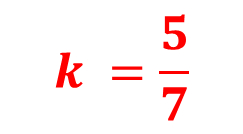 k = 5/7